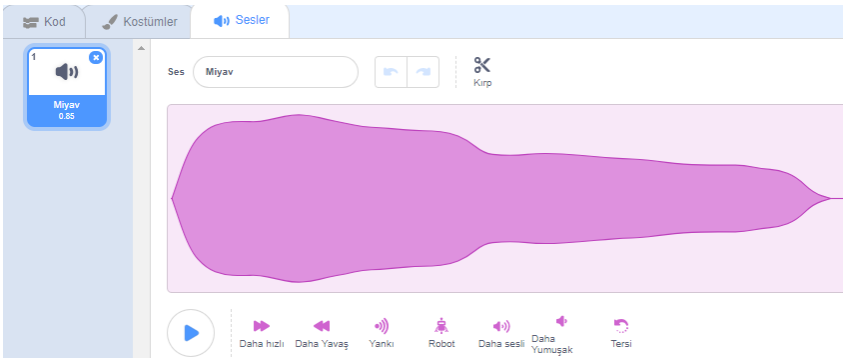 Kod
Kostümler
Sesler
1
Miyav
0.85
Ses
Miyav
Kırp
Daha hızlı
Daha Yavaş
Yankı
Robot
Daha sesli
Daha
Yumuşak
Tersi